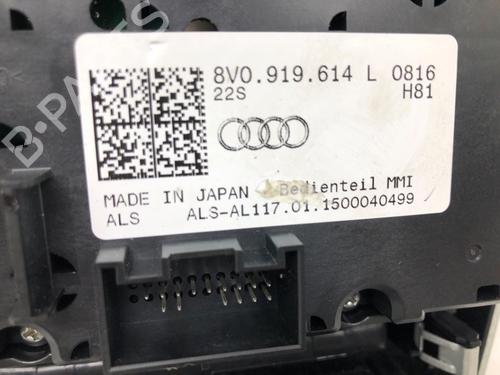 8V0.919.614 L 0816
22S H81
MADE IN JAPAN Bedienteil MMI
ALS ALS-AL117.01.1500040499
B-PARTS